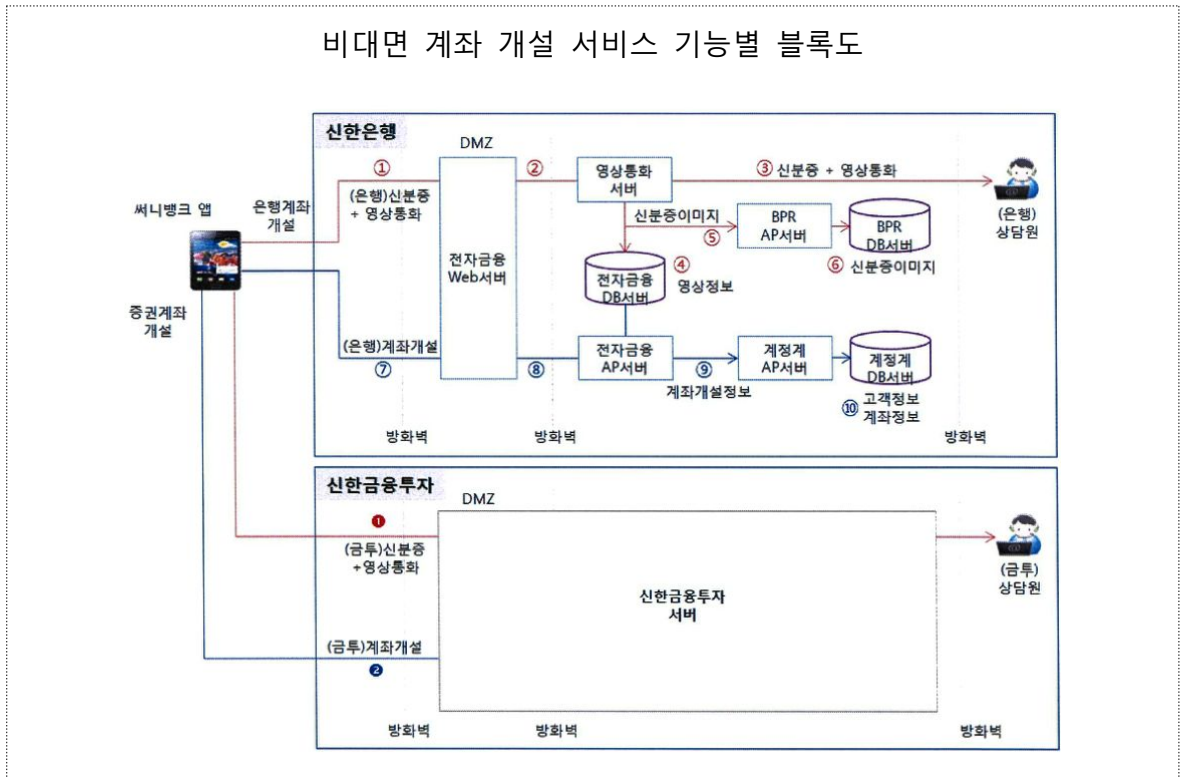 비대면 계좌 개설 서비스 기능별 블록도
신한은행
DMZ
써니뱅크 앱
은행계좌
개설
증권계좌
개설
①
(은행)신분증
+ 영상통화
②
영상통화
서버
③ 신분증 + 영상통화
(은행)
상담원
신분증이미지
⑤
BPR
AP서버
BPR
DB서버
⑥ 신분증이미지
전자금융
Web서버
전자금융
DB서버
④
영상정보
(은행)계좌개설
⑦
⑧
전자금융
AP서버
⑨
계좌개설정보
계정계
AP서버
계정계
DB서버
⑩ 고객정보
계좌정보
방화벽
방화벽
방화벽
신한금융투자
DMZ
❶
(금투)신분증
+영상통화
신한금융투자
서버
(금투)
상담원
(금투)계좌개설
❷
방화벽
방화벽
방화벽